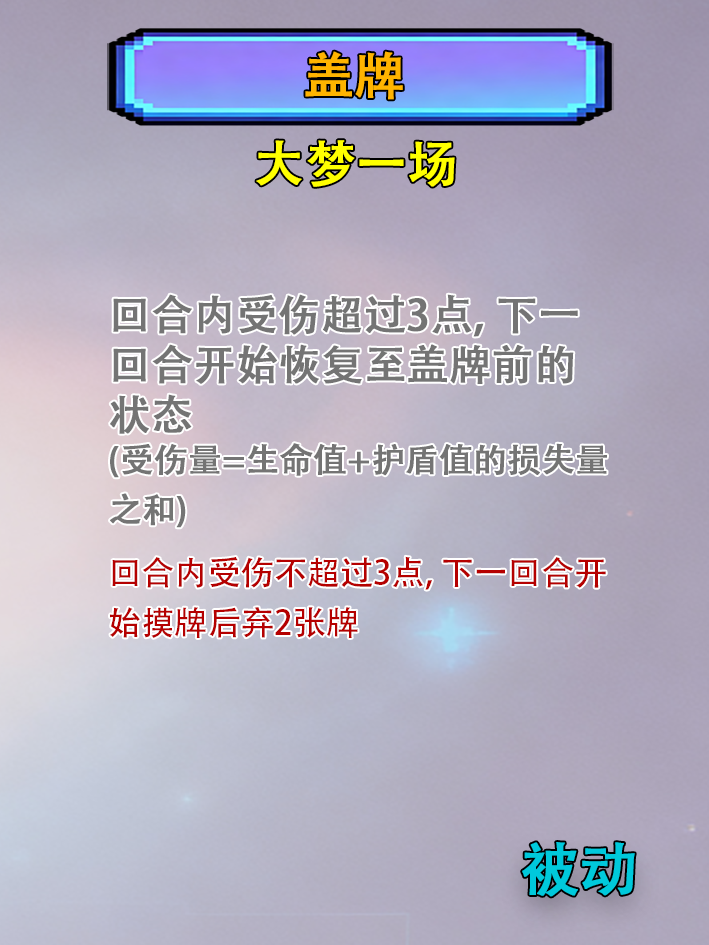 盖牌
大梦一场
回合内受伤超过3点, 下一
回合开始恢复至盖牌前的
状态
(受伤量=生命值+护盾值的损失量
之和)
回合内受伤不超过3点, 下一回合开
始摸牌后弃2张牌
被动